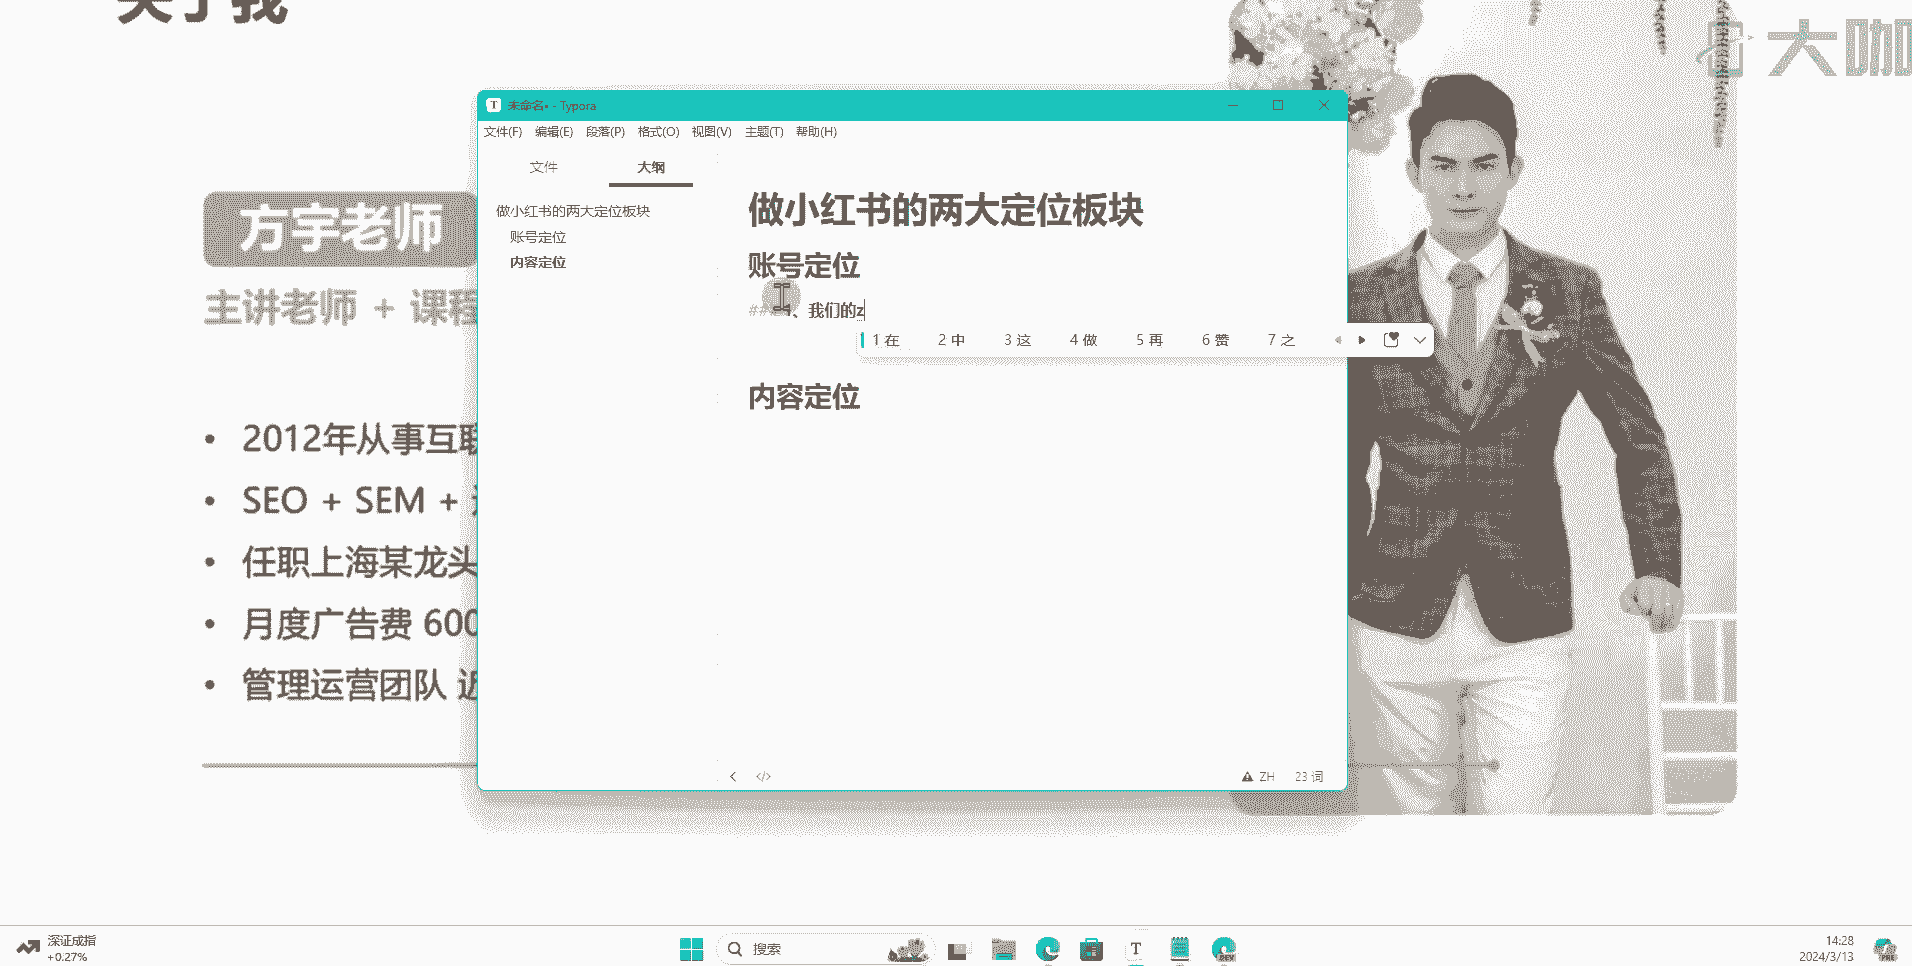 关于我
大咖
未命名• - Typora
文件(F) 编辑(E) 段落(P) 格式(O) 视图(V) 主题(T) 帮助(H)
文件 大纲
做小红书的两大定位板块
账号定位
内容定位
做小红书的两大定位板块
账号定位
、我们的z
1 在 2 中 3 这 4 做 5 再 6 赞 7 之
内容定位
ZH 23 词
方宇老师
主讲老师 + 课程
• 2012年从事互联
• SEO + SEM +
• 任职上海某龙头
• 月度广告费 600
• 管理运营团队 近
深证成指
+0.27%
搜索
T
DEV
14:28
2024/3/13
PRE